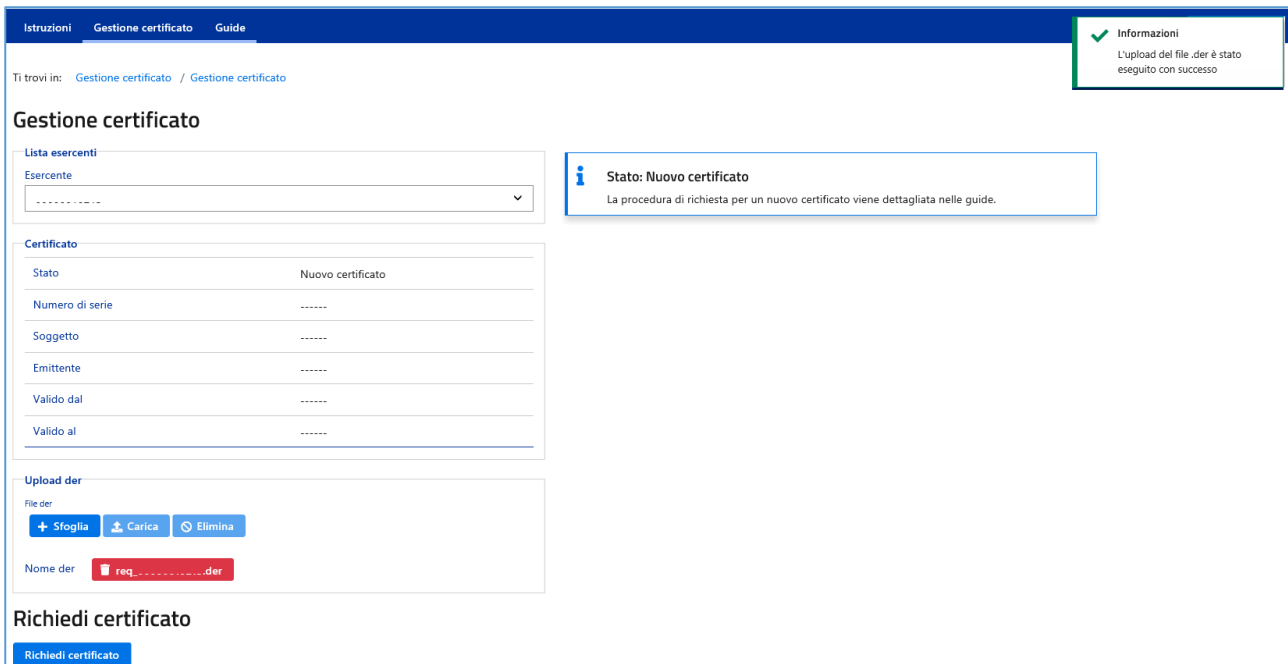 Istruzioni Gestione certificato Guide
Informazioni
L'upload del file .der è stato
eseguito con successo
Ti trovi in: Gestione certificato / Gestione certificato
Gestione certificato
Lista esercenti
Esercente
Stato: Nuovo certificato
La procedura di richiesta per un nuovo certificato viene dettagliata nelle guide.
Certificato
Stato Nuovo certificato
Numero di serie ------
Soggetto ------
Emittente ------
Valido dal ------
Valido al ------
Upload der
File der
+ Sfoglia Carica Elimina
Nome der req_ .der
Richiedi certificato
Richiedi certificato